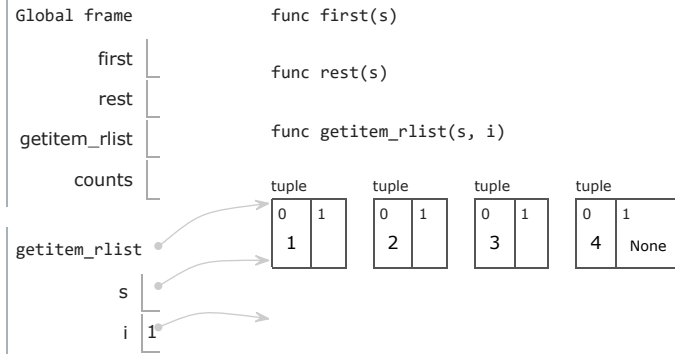 Global frame
func first(s)
first
func rest(s)
rest
func getitem_rlist(s, i)
getitem_rlist
counts
tuple tuple tuple tuple
0 1 0 1 0 1 0 1
1 2 3 4 None
getitem_rlist
s
i 1